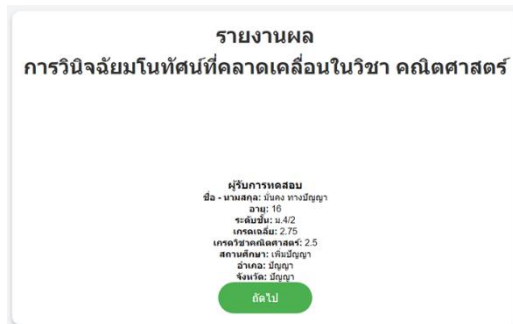 รายงานผล
การวินิจฉัยมโนทัศน์ที่คลาดเคลื่อนในวิชา คณิตศาสตร์
ผู้รับการทดสอบ
ชื่อ - นามสกุล: มั่นคง ทางปัญญา
อายุ: 16
ระดับชั้น: ม.4/2
เกรดเฉลี่ย: 2.75
เกรดวิชาคณิตศาสตร์: 2.5
สถานศึกษา: เพิ่มปัญญา
อำเภอ: ปัญญา
จังหวัด: ปัญญา
ถัดไป